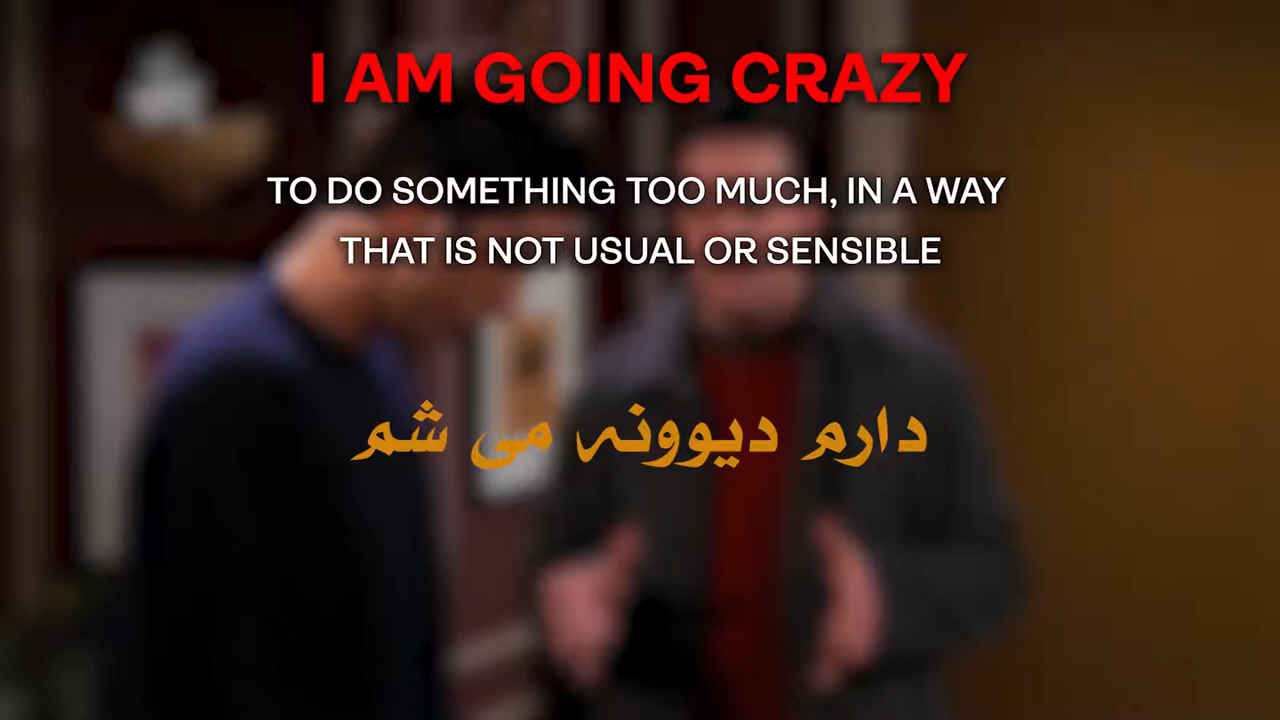 I AM GOING CRAZY
TO DO SOMETHING TOO MUCH, IN A WAY
THAT IS NOT USUAL OR SENSIBLE
دارم دیوونه می شم